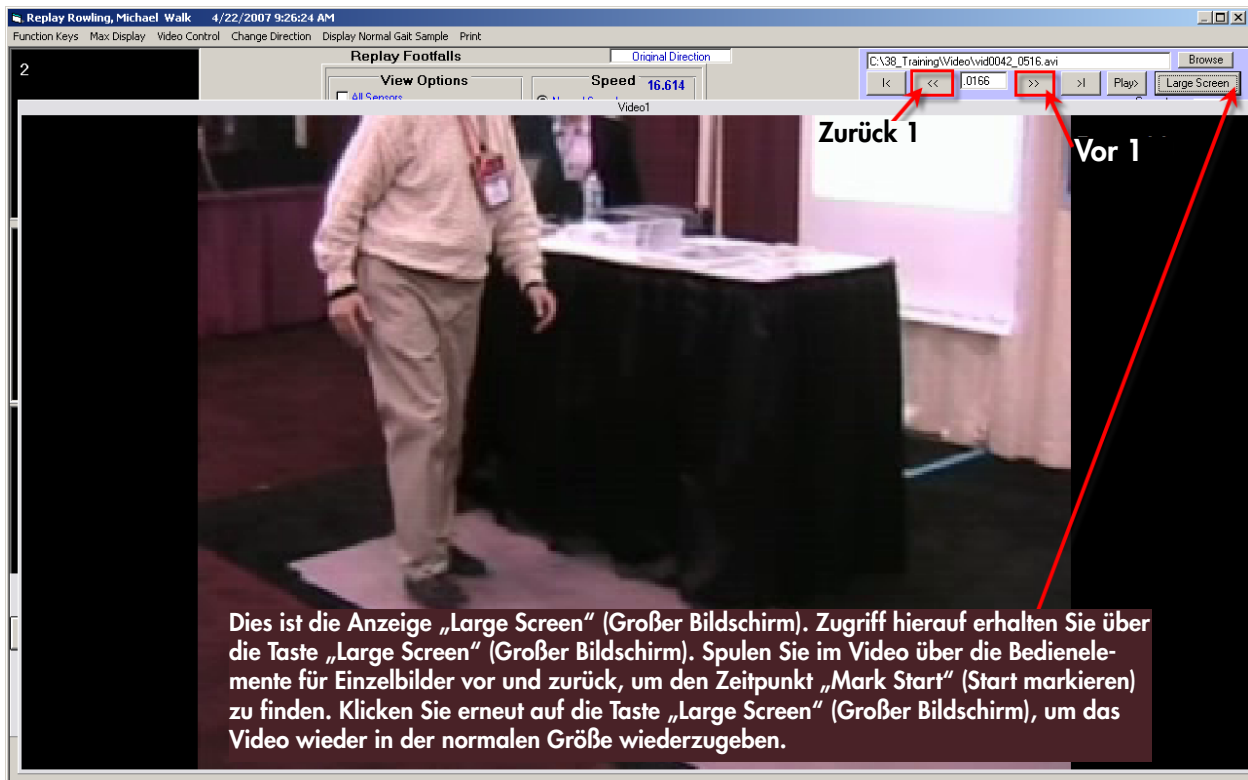 Replay Rowling, Michael Walk 4/22/2007 9:26:24 AM
Function Keys Max Display Video Control Change Direction Display Normal Gait Sample Print
2
Replay Footfalls
Original Direction
View Options
Speed 16.614
All Sensors
C:\38_Training\Video\vid0042_0516.avi
Browse
|< << .0166 >> >| Play> Large Screen
Video1
Zurück 1
Vor 1
Dies ist die Anzeige „Large Screen“ (Großer Bildschirm). Zugriff hierauf erhalten Sie über
die Taste „Large Screen“ (Großer Bildschirm). Spulen Sie im Video über die Bedienele-
mente für Einzelbilder vor und zurück, um den Zeitpunkt „Mark Start“ (Start markieren)
zu finden. Klicken Sie erneut auf die Taste „Large Screen“ (Großer Bildschirm), um das
Video wieder in der normalen Größe wiederzugeben.